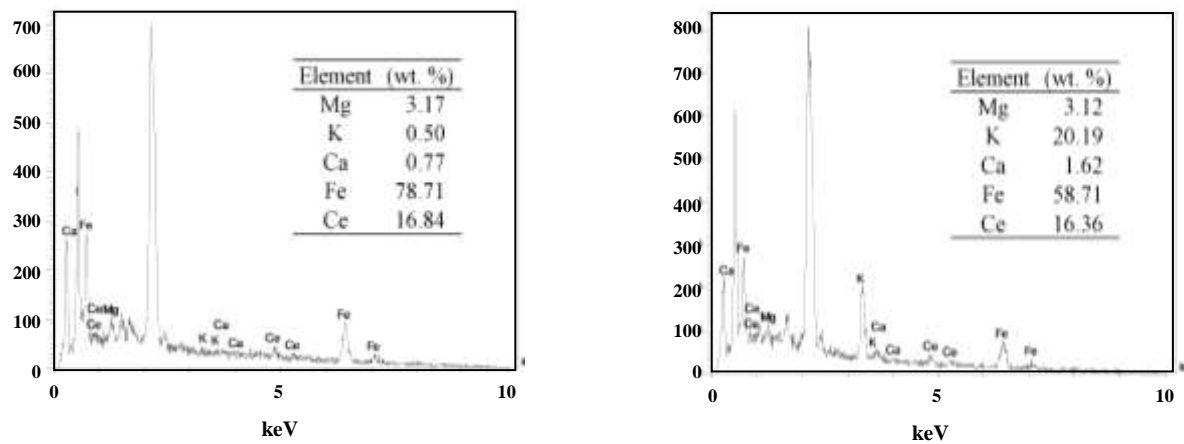 700
600
500
400
300
200
100
0
Element (wt. %)
Mg 3.17
K 0.50
Ca 0.77
Fe 78.71
Ce 16.84
Ca Fe
Ca Mg
Ce
Ca
K K Ca
Ce Ce
Fe
Fe
0 5 10
keV
800
700
600
500
400
300
200
100
0
Element (wt. %)
Mg 3.12
K 20.19
Ca 1.62
Fe 58.71
Ce 16.36
Fe
Ca
Ce
Ce Mg
K
Ca
K Ca
Ce Ce
Fe
Fe
0 5 10
keV